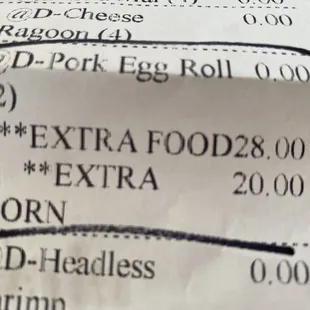 @D-Cheese 0.00
Ragoon (4)
@D-Pork Egg Roll 0.00
2)
**EXTRA FOOD28.00
**EXTRA 20.00
ORN
@D-Headless 0.00